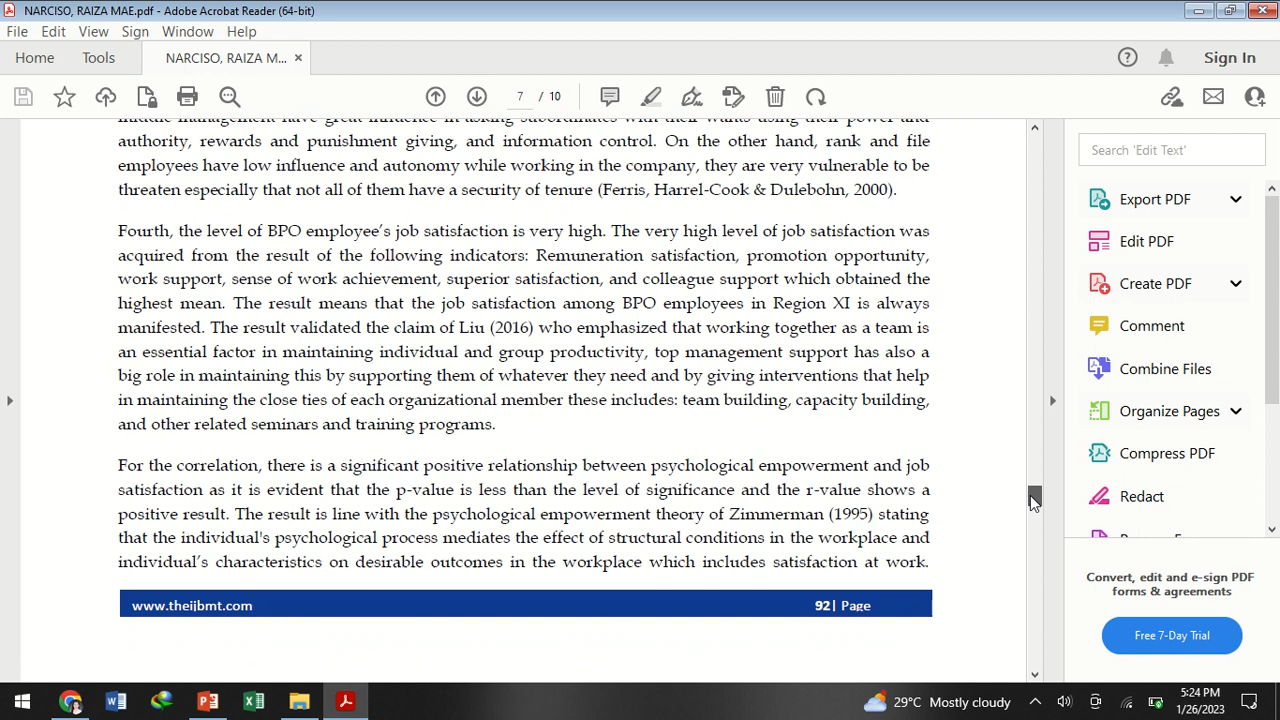 NARCISO, RAIZA MAE.pdf - Adobe Acrobat Reader (64-bit)
File Edit View Sign Window Help
Home Tools NARCISO, RAIZA M... × Sign In
7 / 10
middle management have great influence in asking subordinates with their wants using their power and
authority, rewards and punishment giving, and information control. On the other hand, rank and file
employees have low influence and autonomy while working in the company, they are very vulnerable to be
threaten especially that not all of them have a security of tenure (Ferris, Harrel-Cook & Dulebohn, 2000).
Fourth, the level of BPO employee's job satisfaction is very high. The very high level of job satisfaction was
acquired from the result of the following indicators: Remuneration satisfaction, promotion opportunity,
work support, sense of work achievement, superior satisfaction, and colleague support which obtained the
highest mean. The result means that the job satisfaction among BPO employees in Region XI is always
manifested. The result validated the claim of Liu (2016) who emphasized that working together as a team is
an essential factor in maintaining individual and group productivity, top management support has also a
big role in maintaining this by supporting them of whatever they need and by giving interventions that help
in maintaining the close ties of each organizational member these includes: team building, capacity building,
and other related seminars and training programs.
For the correlation, there is a significant positive relationship between psychological empowerment and job
satisfaction as it is evident that the p-value is less than the level of significance and the r-value shows a
positive result. The result is line with the psychological empowerment theory of Zimmerman (1995) stating
that the individual's psychological process mediates the effect of structural conditions in the workplace and
individual's characteristics on desirable outcomes in the workplace which includes satisfaction at work.
www.theijbmt.com 92| Page
Search 'Edit Text'
Export PDF
Edit PDF
Create PDF
Comment
Combine Files
Organize Pages
Compress PDF
Redact
Convert, edit and e-sign PDF
forms & agreements
Free 7-Day Trial
29°C Mostly cloudy
5:24 PM
1/26/2023